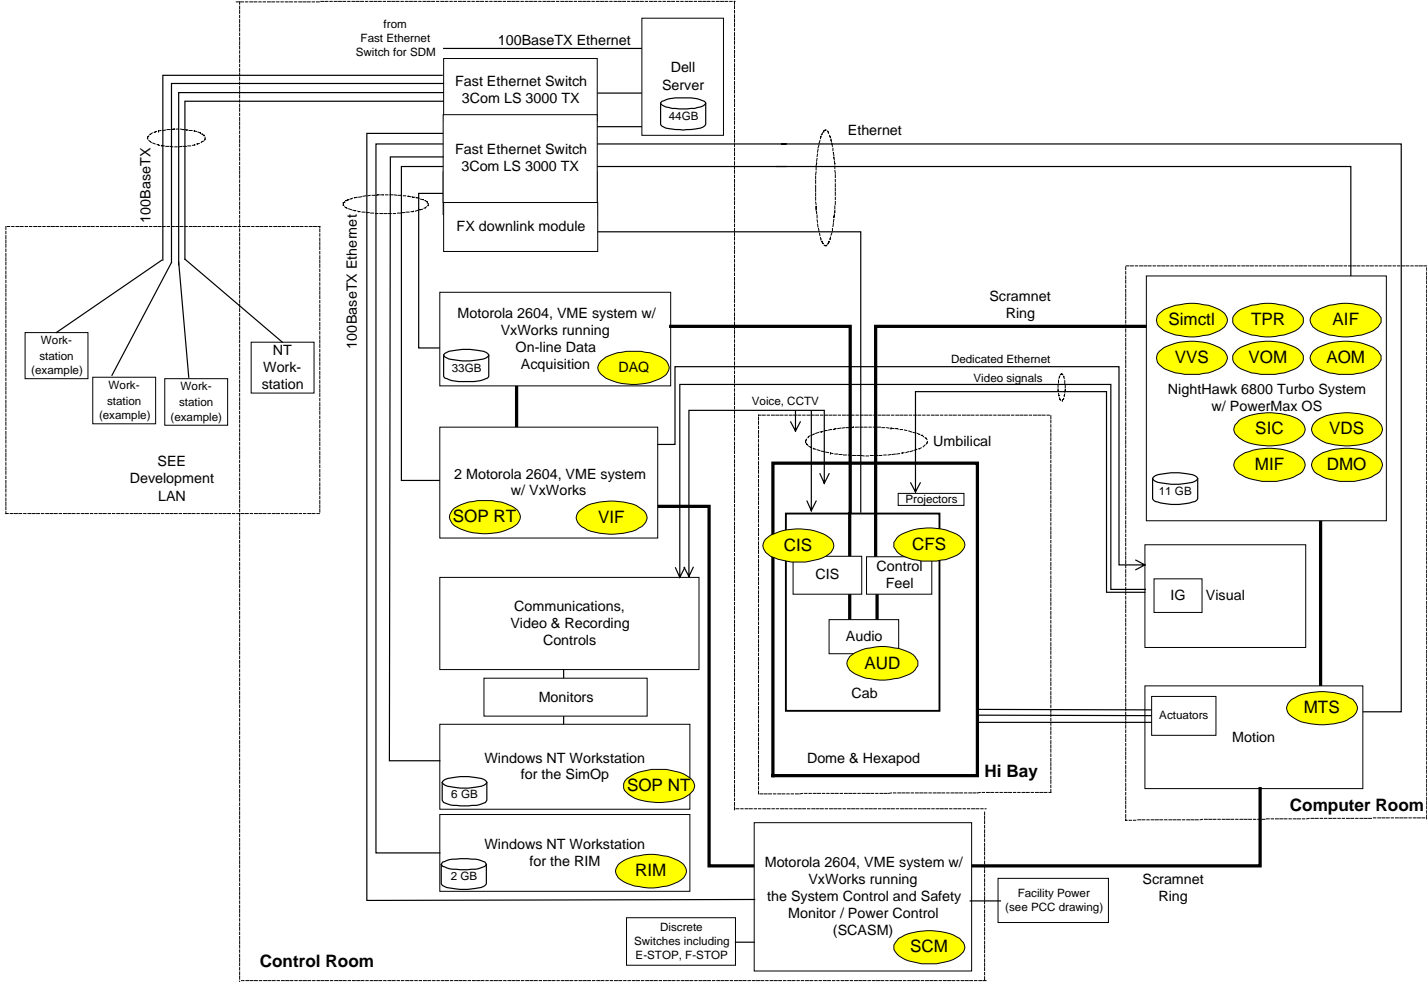 from
Fast Ethernet
Switch for SDM
100BaseTX Ethernet
Dell
Server
44GB
Fast Ethernet Switch
3Com LS 3000 TX
Fast Ethernet Switch
3Com LS 3000 TX
FX downlink module
Ethernet
100BaseTX
100BaseTX Ethernet
Work-
station
(example)
Work-
station
(example)
Work-
station
(example)
NT
Work-
station
SEE
Development
LAN
Motorola 2604, VME system w/
VxWorks running
On-line Data
Acquisition
33GB
DAQ
2 Motorola 2604, VME system
w/ VxWorks
SOP RT
VIF
Communications,
Video & Recording
Controls
Monitors
Windows NT Workstation
for the SimOp
6 GB
SOP NT
Windows NT Workstation
for the RIM
2 GB
RIM
Control Room
Scramnet
Ring
Dedicated Ethernet
Video signals
Voice, CCTV
Umbilical
Projectors
CIS
CFS
CIS
Control
Feel
Audio
AUD
Cab
Dome & Hexapod
Hi Bay
Simctl
TPR
AIF
VVS
VOM
AOM
NightHawk 6800 Turbo System
w/ PowerMax OS
SIC
VDS
MIF
DMO
11 GB
IG
Visual
Actuators
MTS
Motion
Computer Room
Motorola 2604, VME system w/
VxWorks running
the System Control and Safety
Monitor / Power Control
(SCASM)
SCM
Discrete
Switches including
E-STOP, F-STOP
Facility Power
(see PCC drawing)
Scramnet
Ring